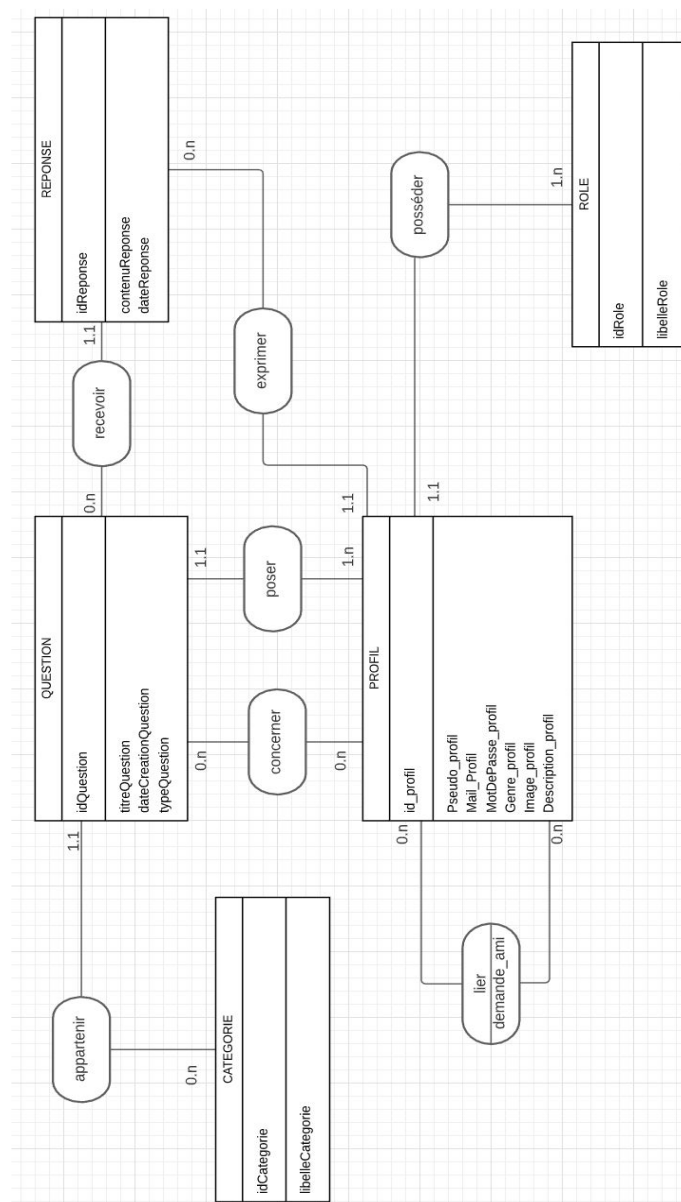 CATEGORIE
idCategorie
libelleCategorie
0.n
appartenir
1.1
QUESTION
idQuestion
titreQuestion
dateCreationQuestion
typeQuestion
0.n
recevoir
1.1
REPONSE
idReponse
contenuReponse
dateReponse
0.n
concerner
0.n
1.1
poser
1.n
0.n
exprimer
1.1
PROFIL
id_profil
Pseudo_profil
Mail_Profil
MotDePasse_profil
Genre_profil
Image_profil
Description_profil
0.n
lier
demande_ami
0.n
1.1
posséder
1.n
ROLE
idRole
libelleRole